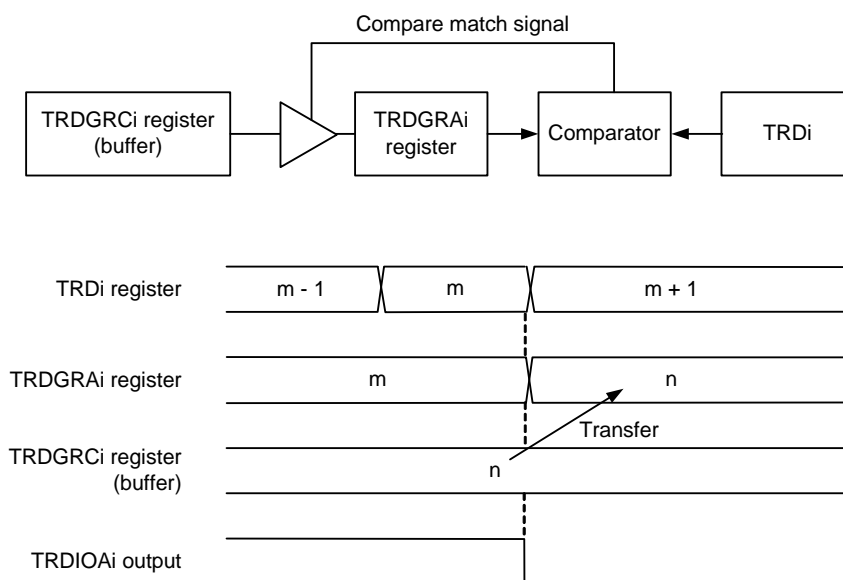 Compare match signal
TRDGRCi register
(buffer)
TRDGRAi
register
Comparator
TRDi
TRDi register
m - 1
m
m + 1
TRDGRAi register
m
n
Transfer
TRDGRCi register
(buffer)
n
TRDIOAi output